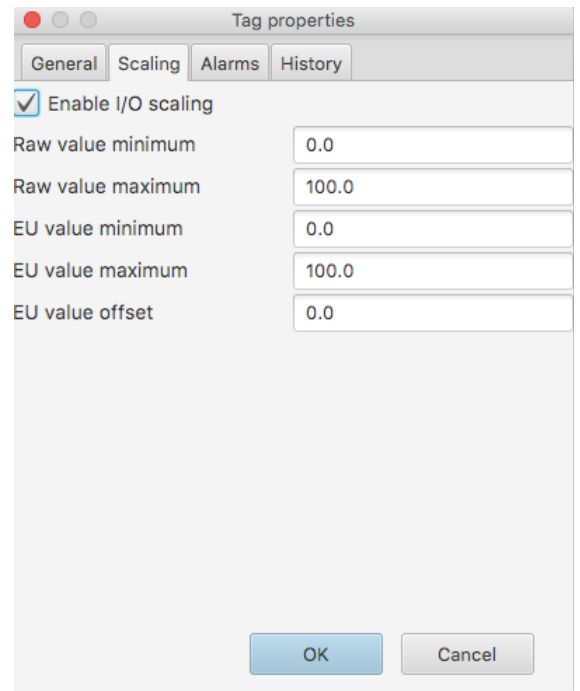 Tag properties
General Scaling Alarms History
Enable I/O scaling
Raw value minimum 0.0
Raw value maximum 100.0
EU value minimum 0.0
EU value maximum 100.0
EU value offset 0.0
OK Cancel